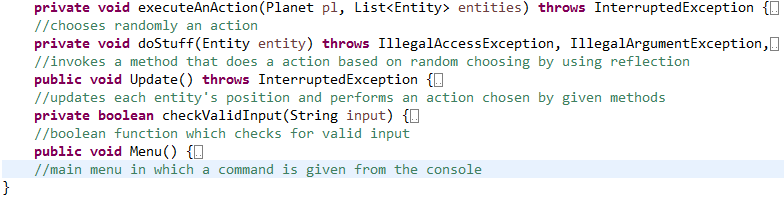 private void executeAnAction(Planet pl, List<Entity> entities) throws InterruptedException {
//chooses randomly an action
private void doStuff(Entity entity) throws IllegalAccessException, IllegalArgumentException,
//invokes a method that does a action based on random choosing by using reflection
public void Update() throws InterruptedException {
//updates each entity's position and performs an action chosen by given methods
private boolean checkValidInput(String input) {
//boolean function which checks for valid input
public void Menu() {
//main menu in which a command is given from the console
}